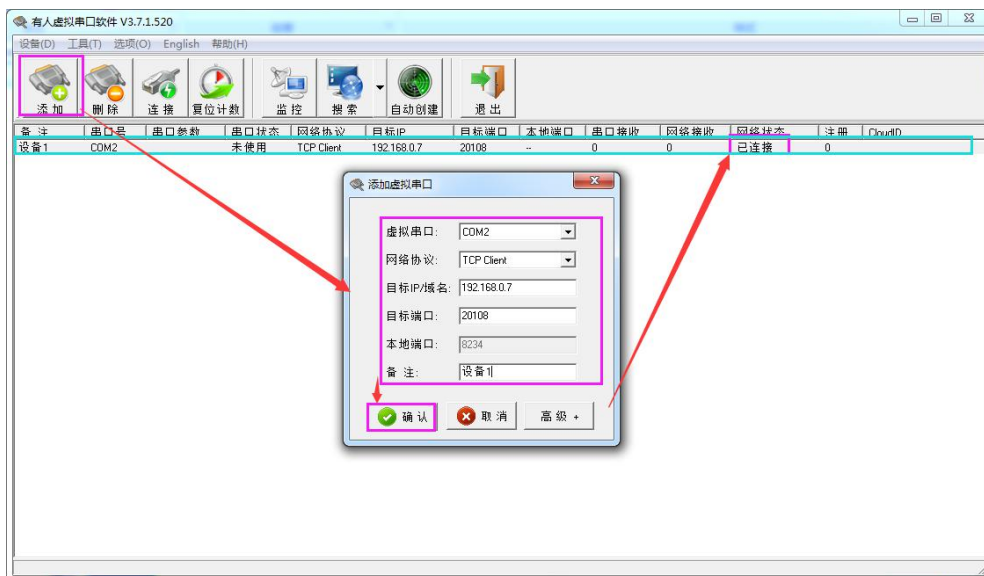 有人虚拟串口软件 V3.7.1.520
设备(D) 工具(T) 选项(O) English 帮助(H)
添加 删除 连接 复位计数 监控 搜索 自动创建 退出
备注 串口号 串口参数 串口状态 网络协议 目标IP 目标端口 本地端口 串口接收 网络接收 网络状态 注册 CloudID
设备1 COM2 未使用 TCP Client 192.168.0.7 20108 -- 0 0 已连接 0
添加虚拟串口
虚拟串口: COM2
网络协议: TCP Client
目标IP/域名: 192.168.0.7
目标端口: 20108
本地端口: 8234
备 注: 设备1
确认 取消 高级 +